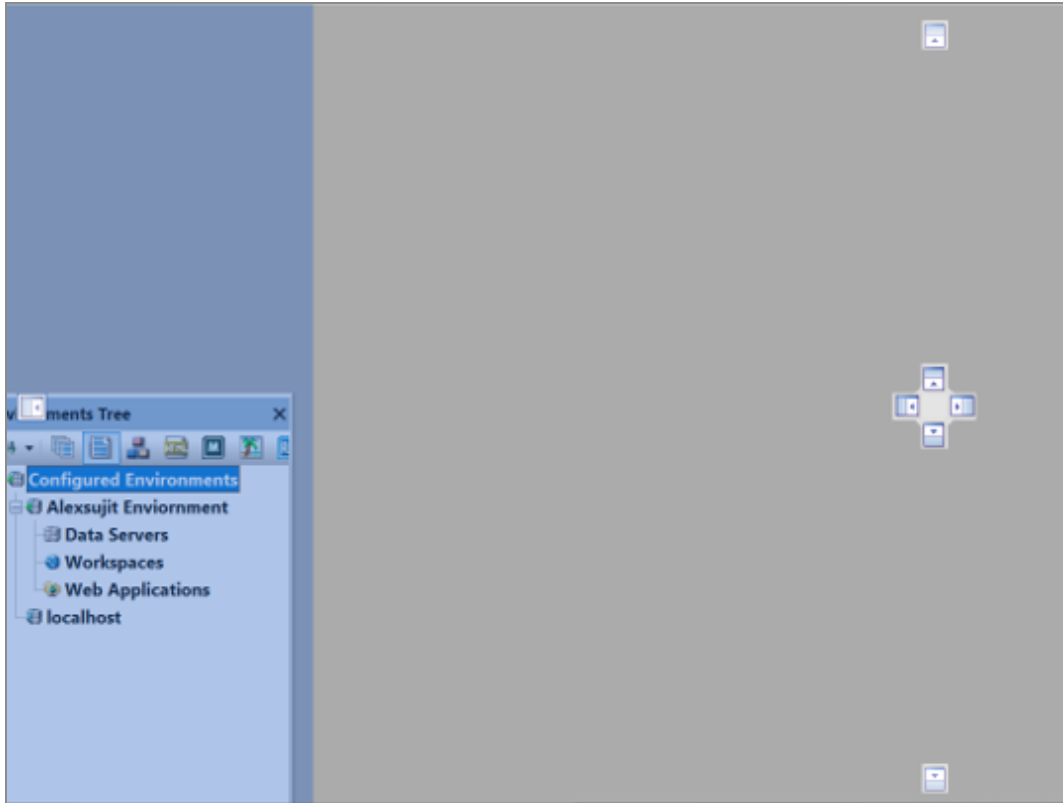 ments Tree
Configured Environments
Alexsujit Enviornment
Data Servers
Workspaces
Web Applications
localhost